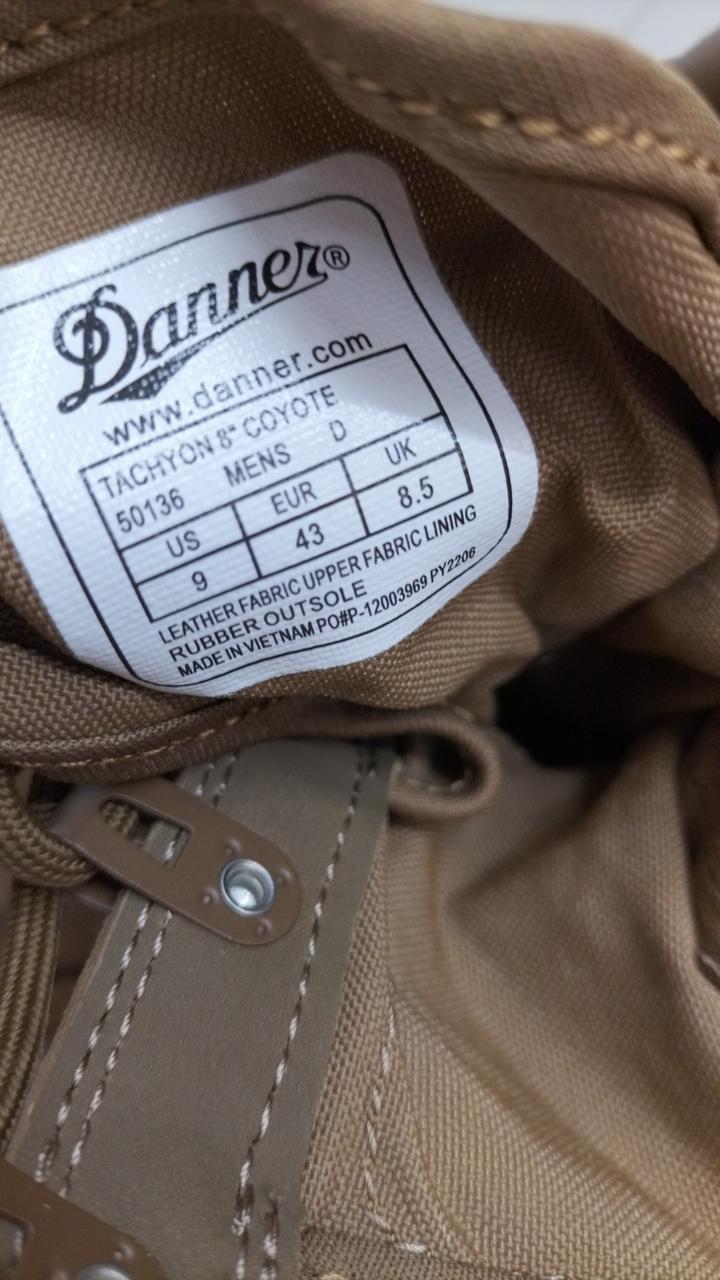 Danner®
www.danner.com
TACHYON 8" COYOTE
50136 MENS D
US EUR UK
9 43 8.5
LEATHER FABRIC UPPER FABRIC LINING
RUBBER OUTSOLE
MADE IN VIETNAM PO#P-12003969 PY2206